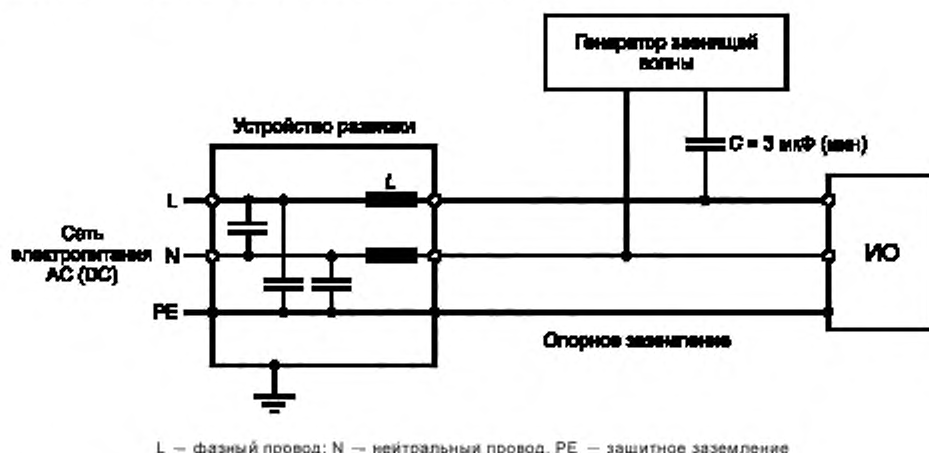 Генератор звенящей
волны
Устройство развязки
C = 3 мкФ (мин)
L
L
Сеть
электропитания
AC (DC)
N
ИО
PE
Опорное заземление
L — фазный провод; N — нейтральный провод, PE — защитное заземление